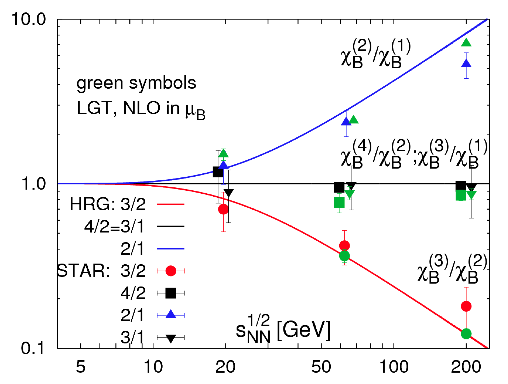 10.0
1.0
0.1
χ_B^(2)/χ_B^(1)
green symbols
LGT, NLO in μ_B
χ_B^(4)/χ_B^(2);χ_B^(3)/χ_B^(1)
HRG: 3/2
4/2=3/1
2/1
STAR: 3/2
4/2
2/1
3/1
χ_B^(3)/χ_B^(2)
s_NN^1/2 [GeV]
5 10 20 50 100 200